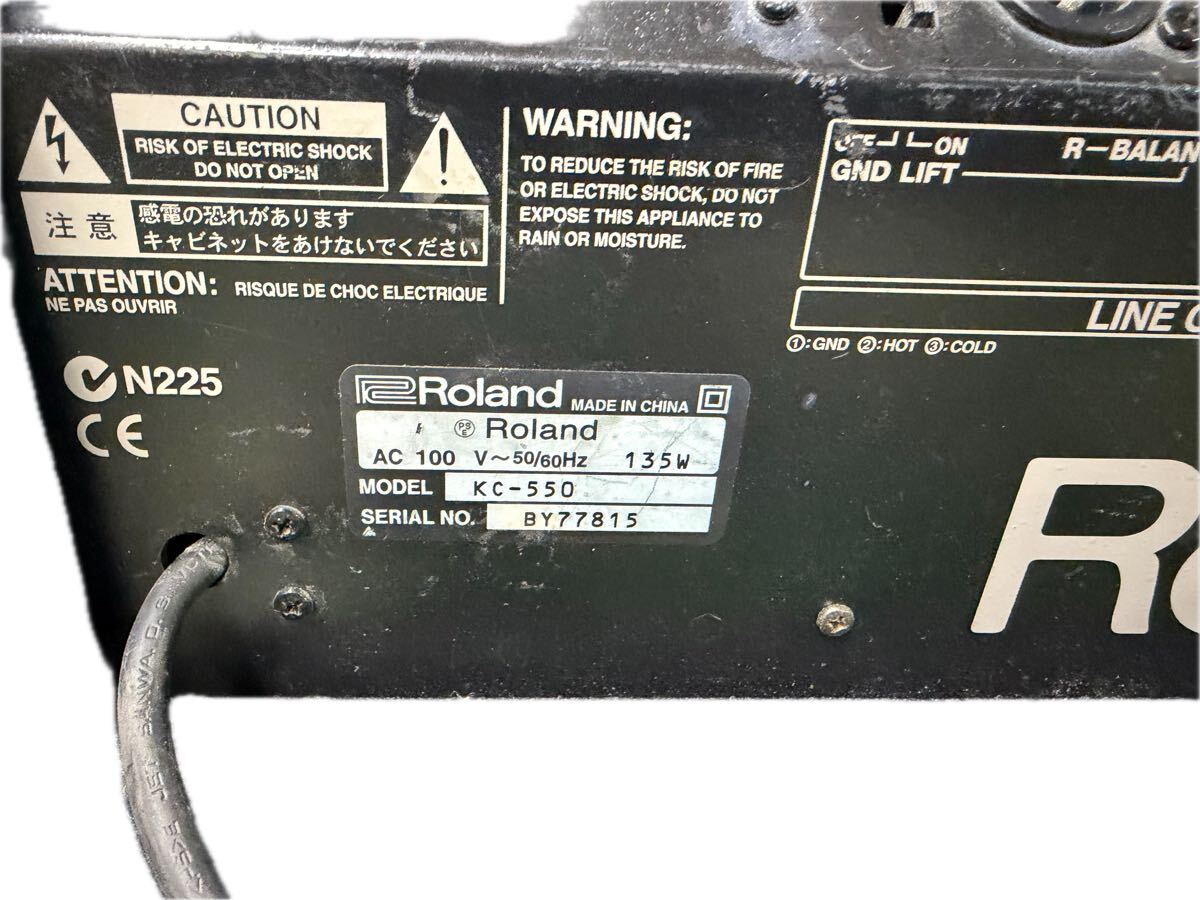 CAUTION
RISK OF ELECTRIC SHOCK
DO NOT OPEN
注意
感電の恐れがあります
キャビネットをあけないでください
ATTENTION: RISQUE DE CHOC ELECTRIQUE
NE PAS OUVRIR
WARNING:
TO REDUCE THE RISK OF FIRE
OR ELECTRIC SHOCK, DO NOT
EXPOSE THIS APPLIANCE TO
RAIN OR MOISTURE.
OFF ON
GND LIFT
R-BALAN
LINE
①:GND ②:HOT ③:COLD
N225
CE
Roland MADE IN CHINA
PSE Roland
AC 100 V～50/60Hz 135W
MODEL KC-550
SERIAL NO. BY77815